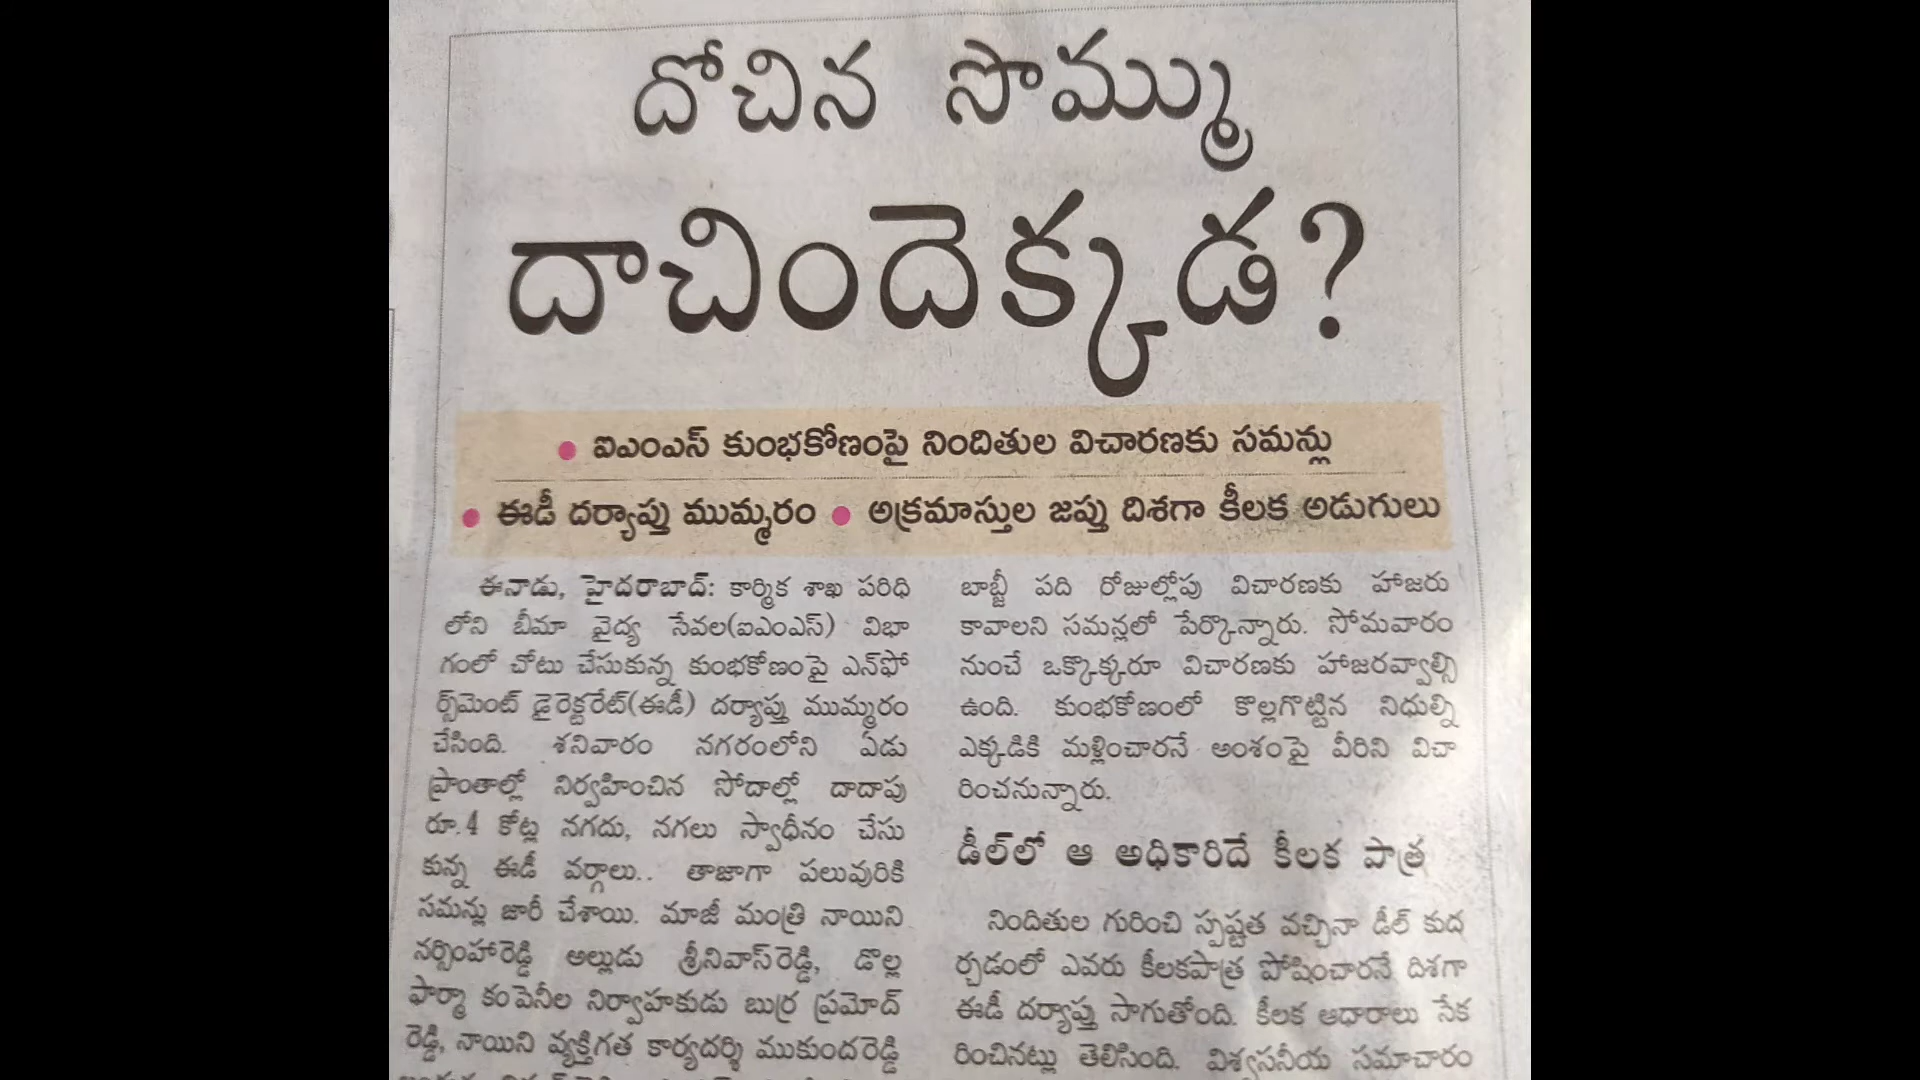 దోచిన సొమ్ము
దాచిందెక్కడ?
• ఐఎంఎస్ కుంభకోణంపై నిందితుల విచారణకు సమన్లు
• ఈడీ దర్యాప్తు ముమ్మరం • అక్రమాస్తుల జప్తు దిశగా కీలక అడుగులు
ఈనాడు, హైదరాబాద్: కార్మిక శాఖ పరిధి
లోని బీమా వైద్య సేవల(ఐఎంఎస్) విభా
గంలో చోటు చేసుకున్న కుంభకోణంపై ఎన్‌ఫో
ర్స్‌మెంట్ డైరెక్టరేట్(ఈడీ) దర్యాప్తు ముమ్మరం
చేసింది. శనివారం నగరంలోని ఏడు
ప్రాంతాల్లో నిర్వహించిన సోదాల్లో దాదాపు
రూ.4 కోట్ల నగదు, నగలు స్వాధీనం చేసు
కున్న ఈడీ వర్గాలు.. తాజాగా పలువురికి
సమన్లు జారీ చేశాయి. మాజీ మంత్రి నాయిని
నర్సింహారెడ్డి అల్లుడు శ్రీనివాస్‌రెడ్డి, డొల్ల
ఫార్మా కంపెనీల నిర్వాహకుడు బుర్ర ప్రమోద్
రెడ్డి, నాయిని వ్యక్తిగత కార్యదర్శి ముకుందరెడ్డి
బాబ్జీ పది రోజుల్లోపు విచారణకు హాజరు
కావాలని సమన్లలో పేర్కొన్నారు. సోమవారం
నుంచే ఒక్కొక్కరూ విచారణకు హాజరవ్వాల్సి
ఉంది. కుంభకోణంలో కొల్లగొట్టిన నిధుల్ని
ఎక్కడికి మళ్లించారనే అంశంపై వీరిని విచా
రించనున్నారు.
డీల్‌లో ఆ అధికారిదే కీలక పాత్ర
నిందితుల గురించి స్పష్టత వచ్చినా డీల్ కుద
ర్చడంలో ఎవరు కీలకపాత్ర పోషించారనే దిశగా
ఈడీ దర్యాప్తు సాగుతోంది. కీలక ఆధారాలు సేక
రించినట్లు తెలిసింది. విశ్వసనీయ సమాచారం